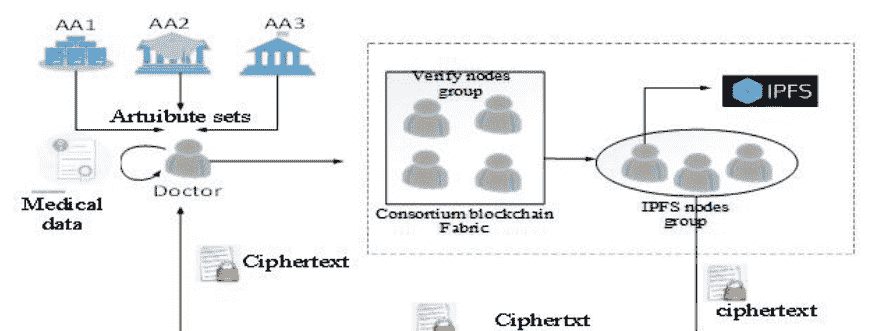 AA1
AA2
AA3
Artuibute sets
Medical
data
Doctor
Ciphertext
Verify nodes
group
Consortium blockchain
Fabric
IPFS
IPFS nodes
group
Ciphertxt
ciphertext